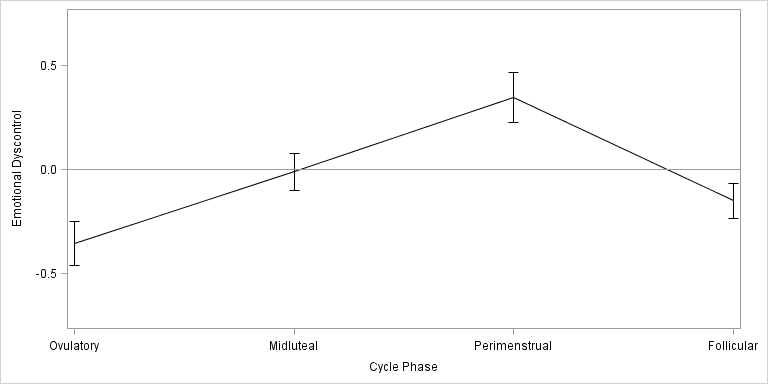 Emotional Dyscontrol
0.5
0.0
-0.5
Ovulatory Midluteal Perimenstrual Follicular
Cycle Phase